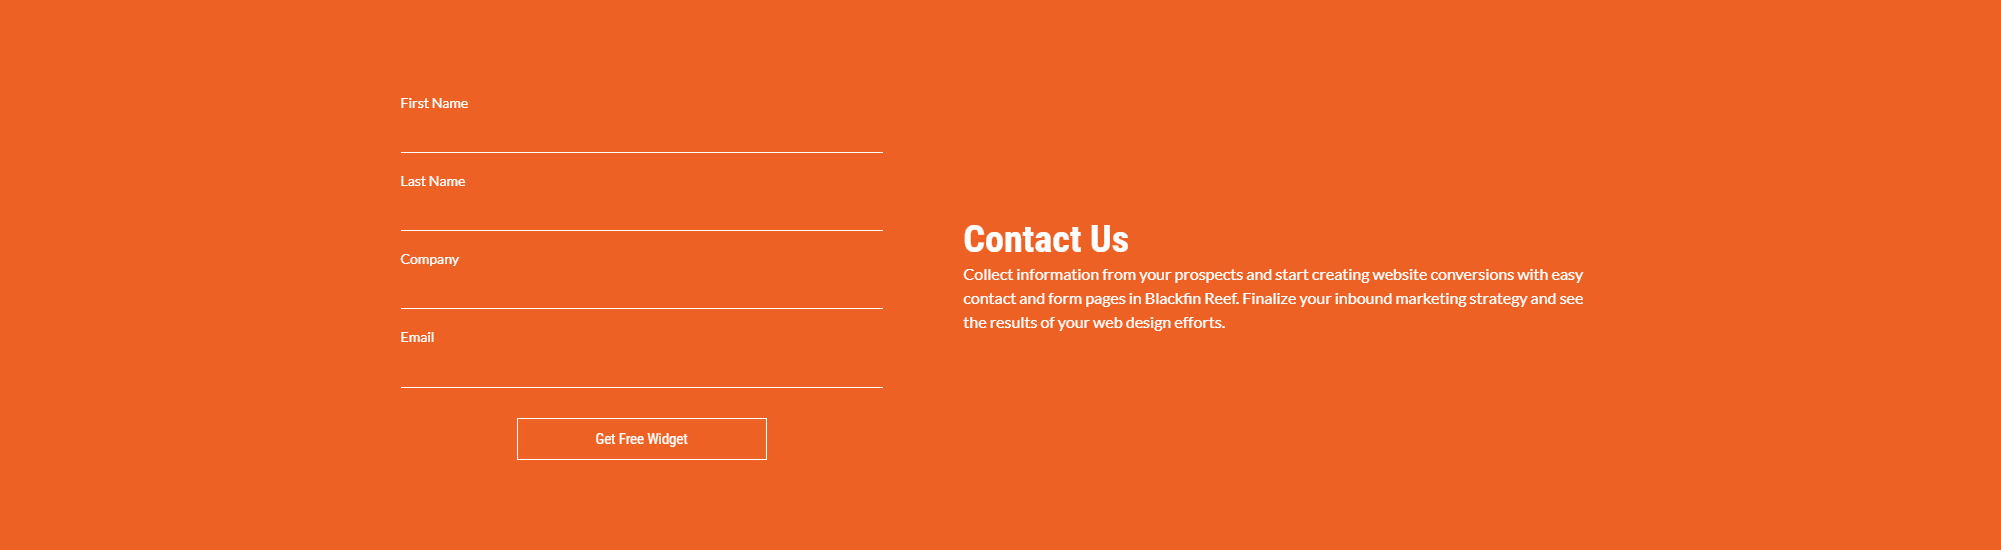 First Name
Last Name
Company
Email
Get Free Widget
Contact Us
Collect information from your prospects and start creating website conversions with easy
contact and form pages in Blackfin Reef. Finalize your inbound marketing strategy and see
the results of your web design efforts.